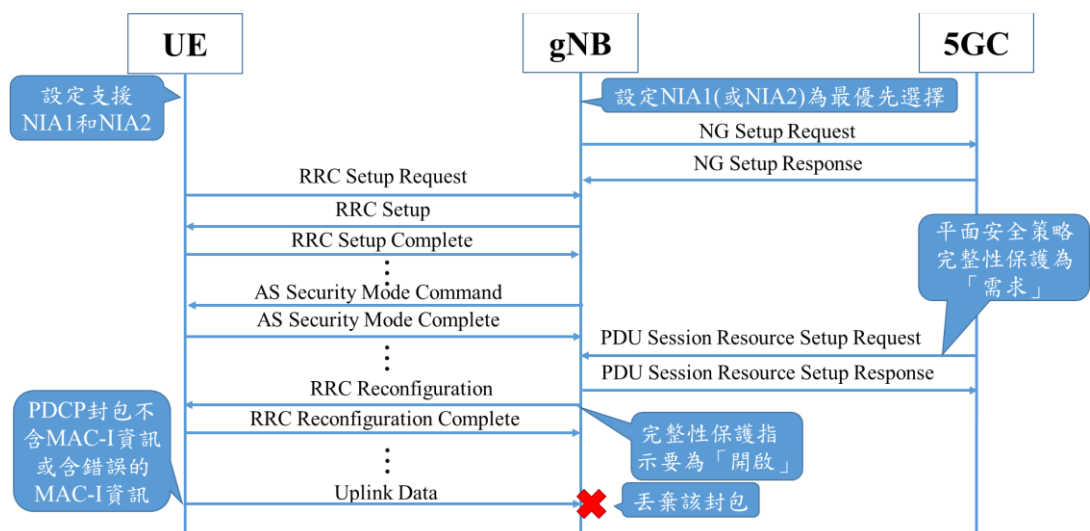 UE
gNB
5GC
設定支援
NIA1和NIA2
設定NIA1(或NIA2)為最優先選擇
NG Setup Request
NG Setup Response
RRC Setup Request
RRC Setup
RRC Setup Complete
平面安全策略
完整性保護為
「需求」
AS Security Mode Command
AS Security Mode Complete
PDU Session Resource Setup Request
PDU Session Resource Setup Response
RRC Reconfiguration
RRC Reconfiguration Complete
PDCP封包不
含MAC-I資訊
或含錯誤的
MAC-I資訊
完整性保護指
示要為「開啟」
Uplink Data
丟棄該封包